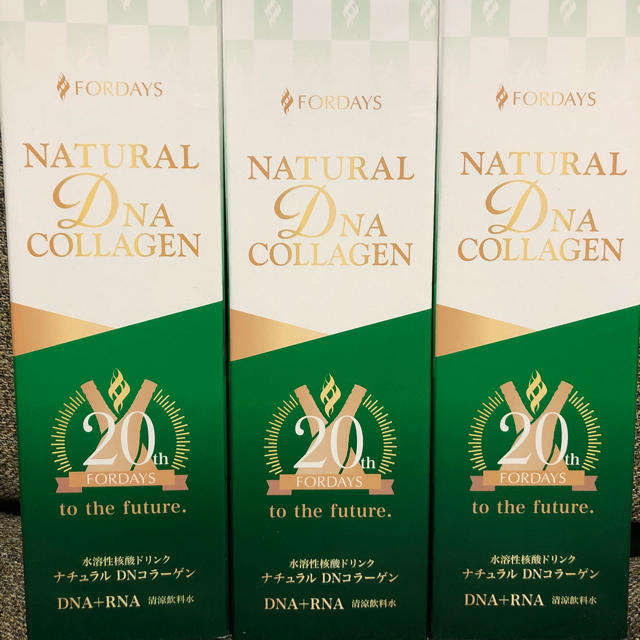 FORDAYS
NATURAL
DNA
COLLAGEN
20th
FORDAYS
to the future.
水溶性核酸ドリンク
ナチュラル DNコラーゲン
DNA+RNA 清涼飲料水
FORDAYS
NATURAL
DNA
COLLAGEN
20th
FORDAYS
to the future.
水溶性核酸ドリンク
ナチュラル DNコラーゲン
DNA+RNA 清涼飲料水
FORDAYS
NATURAL
DNA
COLLAGEN
20th
FORDAYS
to the future.
水溶性核酸ドリンク
ナチュラル DNコラーゲン
DNA+RNA 清涼飲料水